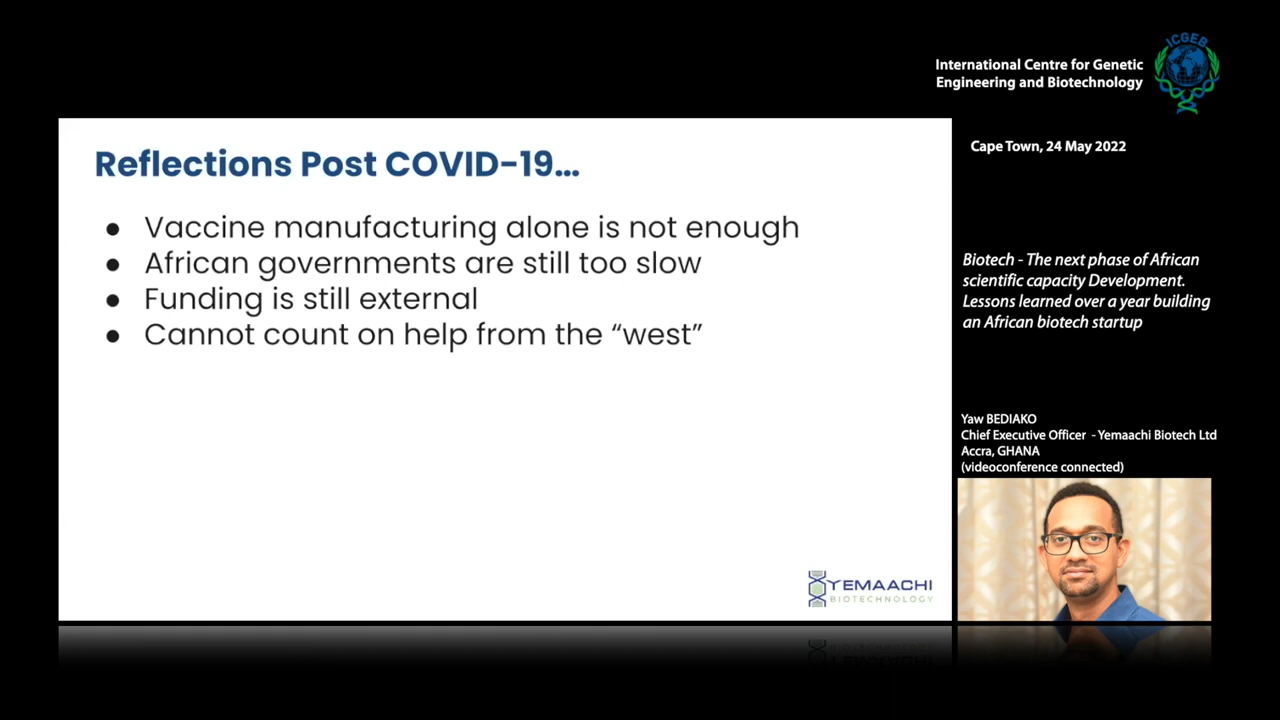 ICGEB
International Centre for Genetic
Engineering and Biotechnology
Cape Town, 24 May 2022
Reflections Post COVID-19...
● Vaccine manufacturing alone is not enough
● African governments are still too slow
● Funding is still external
● Cannot count on help from the “west”
YEMAACHI
BIOTECHNOLOGY
Biotech - The next phase of African
scientific capacity Development.
Lessons learned over a year building
an African biotech startup
Yaw BEDIAKO
Chief Executive Officer - Yemaachi Biotech Ltd
Accra, GHANA
(videoconference connected)